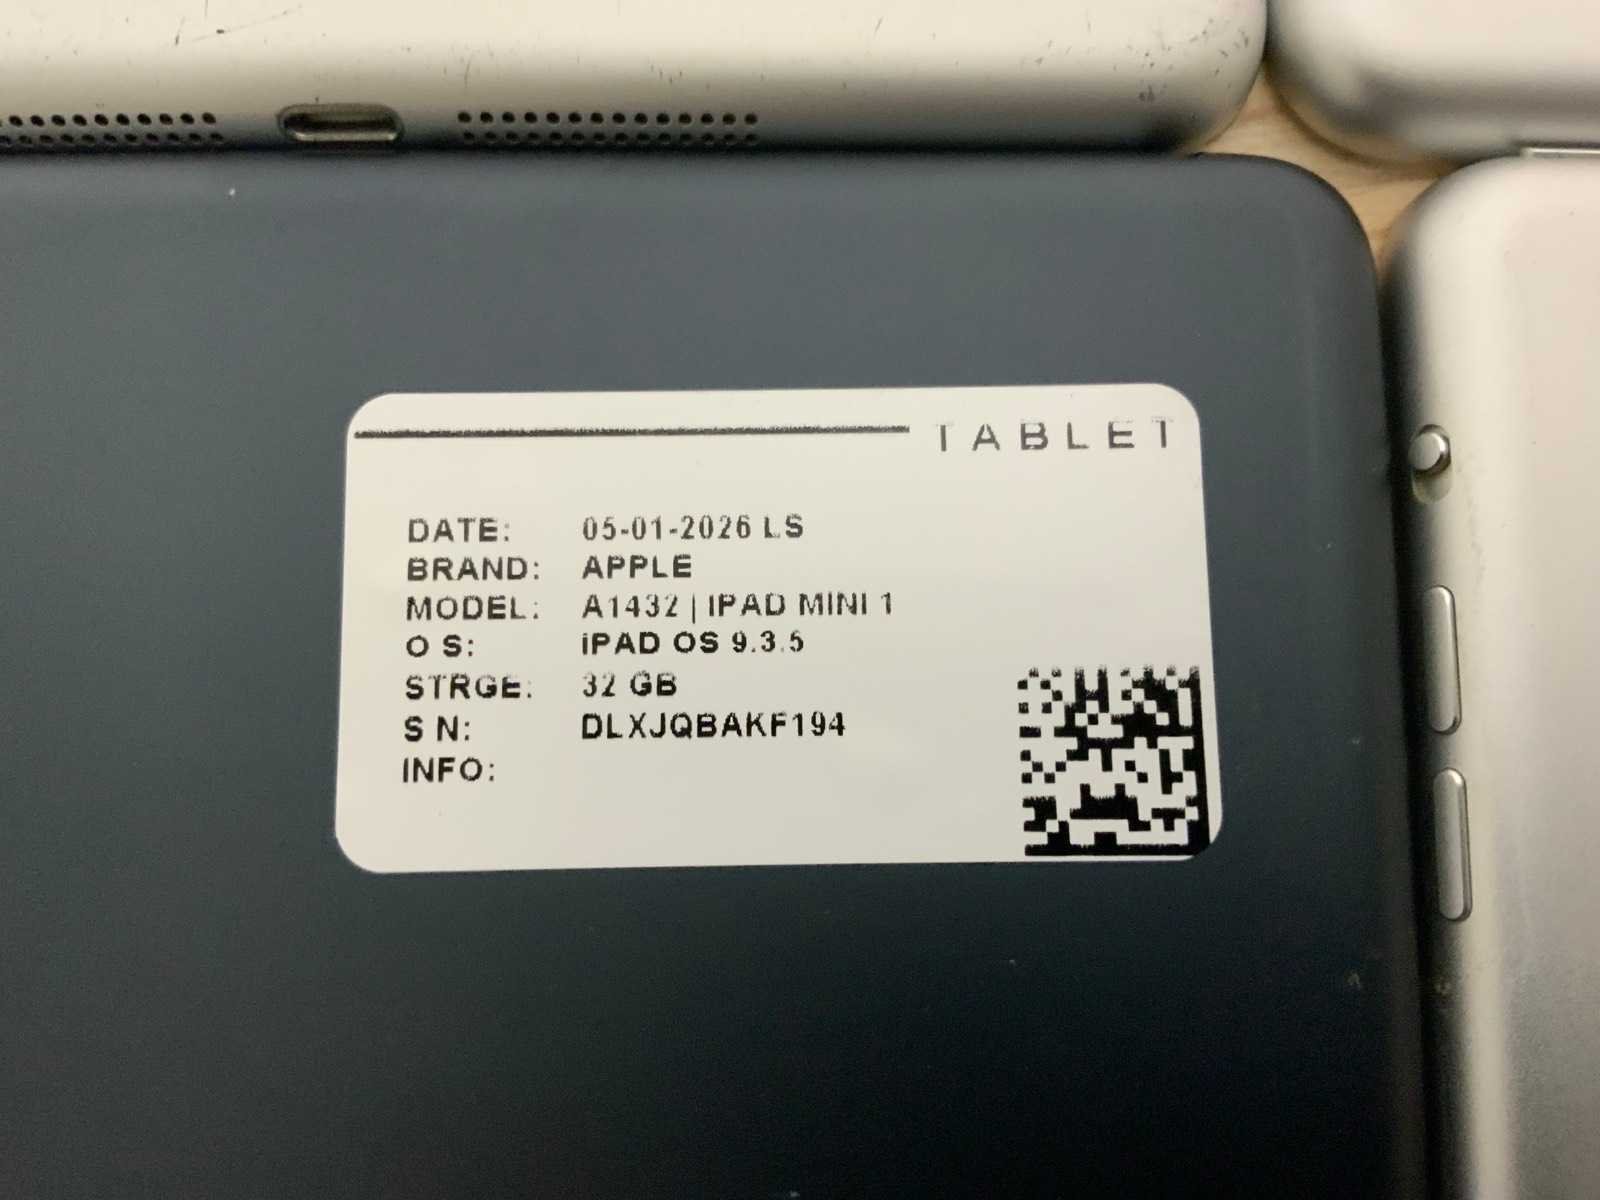 TABLET
DATE: 05-01-2026 LS
BRAND: APPLE
MODEL: A1432 | IPAD MINI 1
O S: iPAD OS 9.3.5
STRGE: 32 GB
S N: DLXJQBAKF194
INFO: